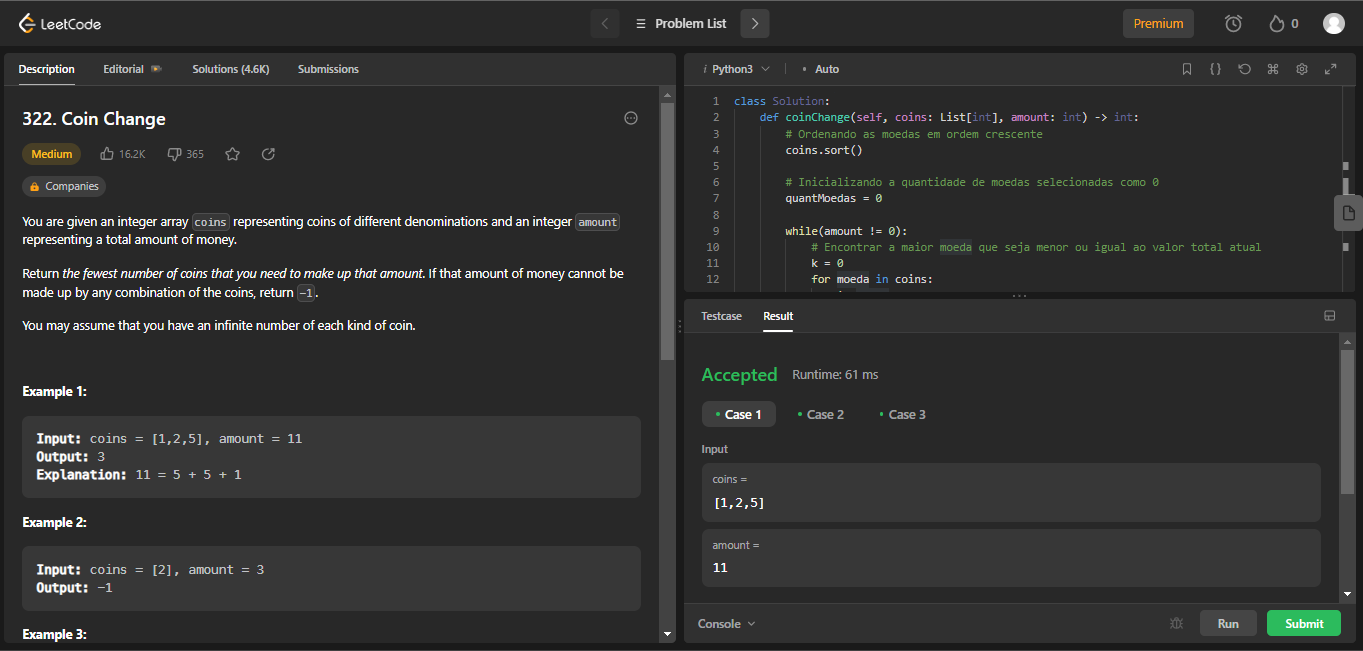 LeetCode
Problem List
Premium
0
Description
Editorial
Solutions (4.6K)
Submissions
322. Coin Change
Medium
16.2K
365
Companies
You are given an integer array coins representing coins of different denominations and an integer amount
representing a total amount of money.
Return the fewest number of coins that you need to make up that amount. If that amount of money cannot be
made up by any combination of the coins, return -1.
You may assume that you have an infinite number of each kind of coin.
Example 1:
Input: coins = [1,2,5], amount = 11
Output: 3
Explanation: 11 = 5 + 5 + 1
Example 2:
Input: coins = [2], amount = 3
Output: -1
Example 3:
i Python3
• Auto
1 class Solution:
2 def coinChange(self, coins: List[int], amount: int) -> int:
3 # Ordenando as moedas em ordem crescente
4 coins.sort()
5
6 # Inicializando a quantidade de moedas selecionadas como 0
7 quantMoedas = 0
8
9 while(amount != 0):
10 # Encontrar a maior moeda que seja menor ou igual ao valor total atual
11 k = 0
12 for moeda in coins:
Testcase
Result
Accepted
Runtime: 61 ms
• Case 1
• Case 2
• Case 3
Input
coins =
[1,2,5]
amount =
11
Console
Run
Submit